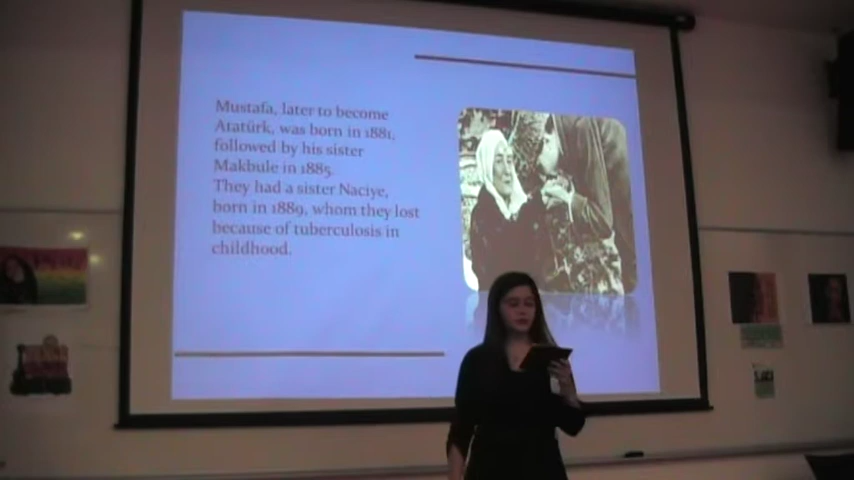 Mustafa, later to become
Atatürk, was born in 1881,
followed by his sister
Makbule in 1885.
They had a sister Naciye,
born in 1889, whom they lost
because of tuberculosis in
childhood.